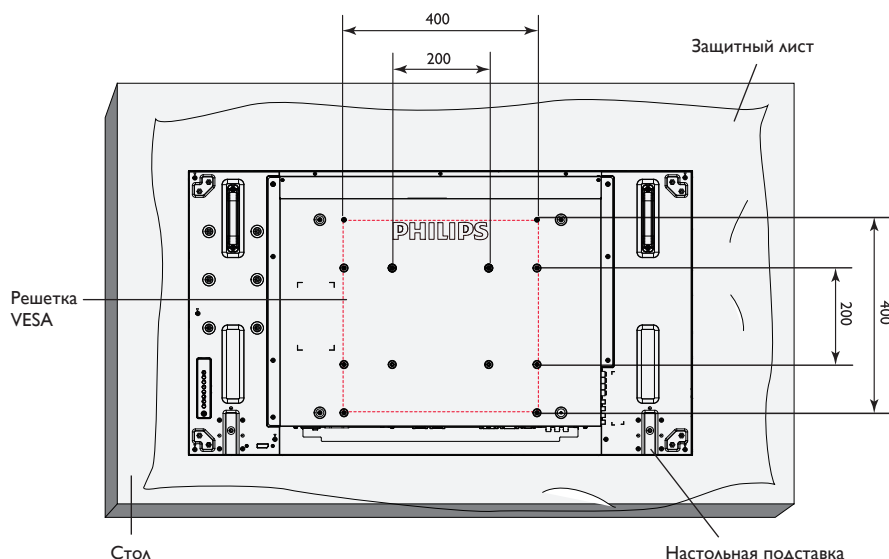 400
Защитный лист
200
PHILIPS
Решетка
VESA
200
400
Стол
Настольная подставка